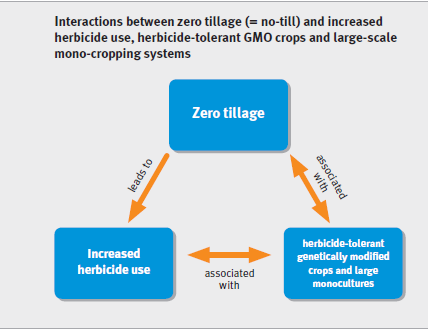 Interactions between zero tillage (= no-till) and increased
herbicide use, herbicide-tolerant GMO crops and large-scale
mono-cropping systems
Zero tillage
leads to
associated
with
Increased
herbicide use
associated
with
herbicide-tolerant
genetically modified
crops and large
monocultures